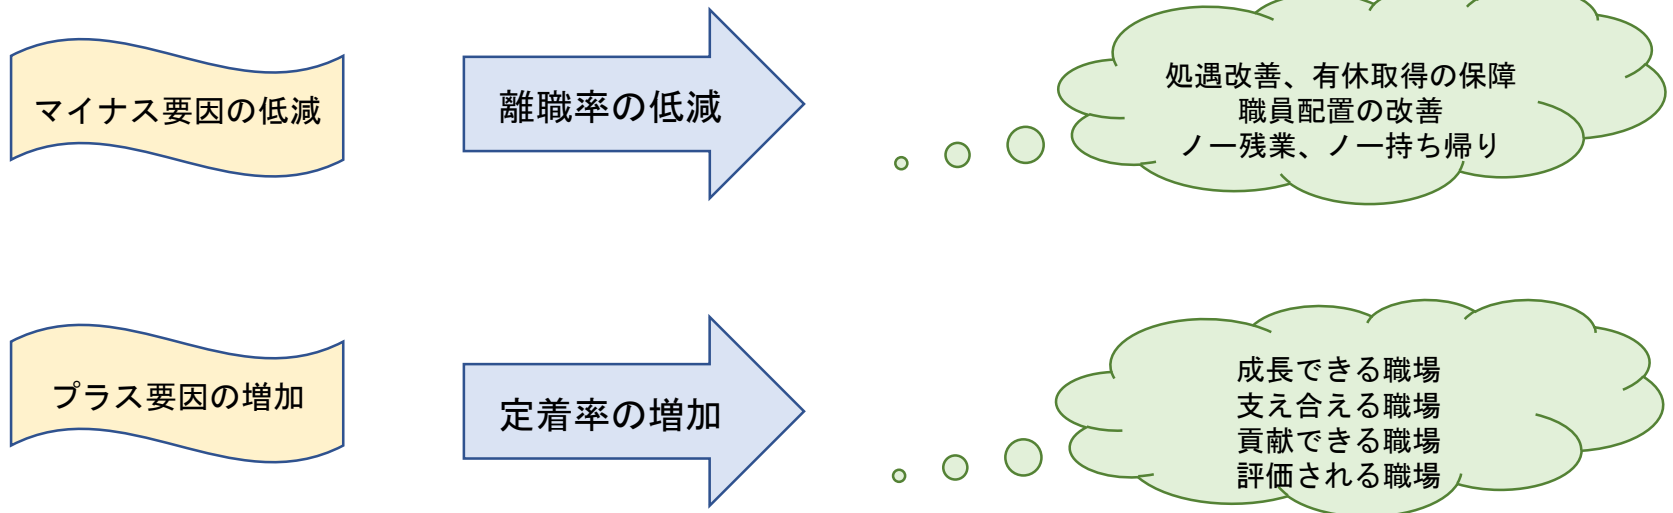 マイナス要因の低減
離職率の低減
処遇改善、有休取得の保障
職員配置の改善
ノー残業、ノー持ち帰り
プラス要因の増加
定着率の増加
成長できる職場
支え合える職場
貢献できる職場
評価される職場